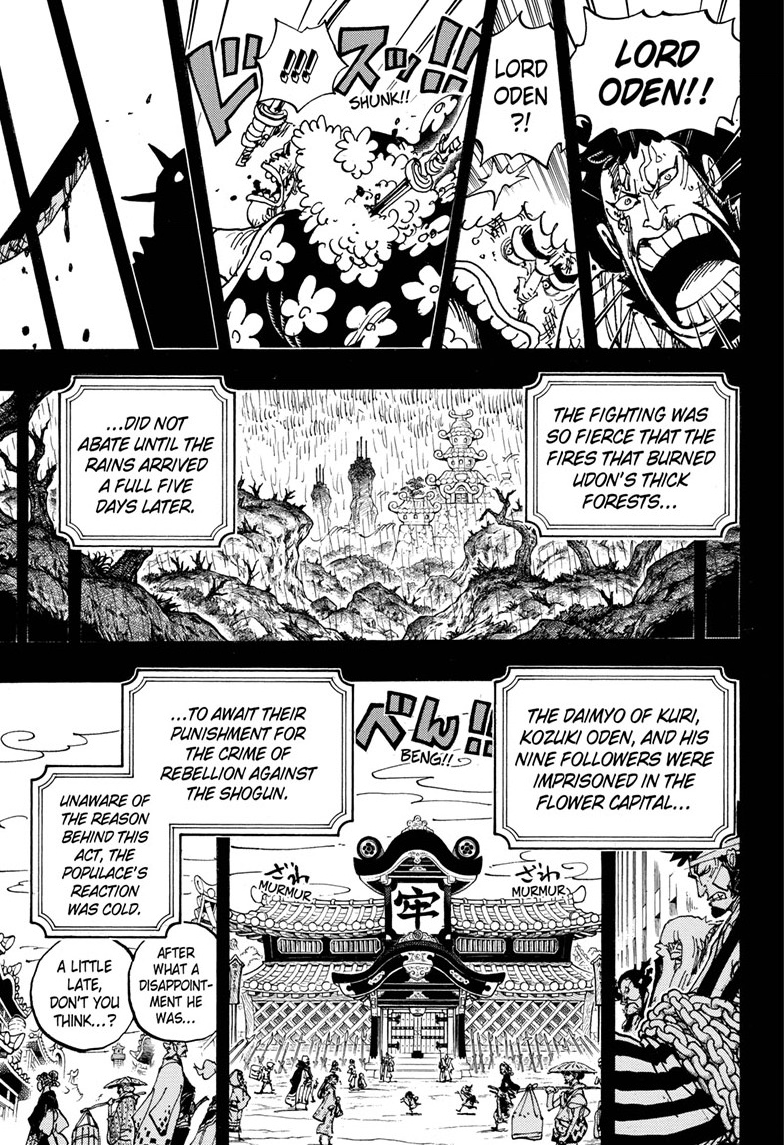 LORD
ODEN!!
LORD
ODEN
?!
ズッ!!
SHUNK!!
!!!
ド
THE FIGHTING WAS
SO FIERCE THAT THE
FIRES THAT BURNED
UDON'S THICK
FORESTS...
...DID NOT
ABATE UNTIL THE
RAINS ARRIVED
A FULL FIVE
DAYS LATER.
THE DAIMYO OF KURI,
KOZUKI ODEN, AND HIS
NINE FOLLOWERS WERE
IMPRISONED IN THE
FLOWER CAPITAL...
べん!!
BENG!!
...TO AWAIT THEIR
PUNISHMENT FOR
THE CRIME OF
REBELLION AGAINST
THE SHOGUN.
UNAWARE OF
THE REASON
BEHIND THIS
ACT, THE
POPULACE'S
REACTION
WAS COLD.
ざわ
MURMUR
ざわ
MURMUR
牢
AFTER
WHAT A
DISAPPOINT-
MENT HE
WAS...
A LITTLE
LATE,
DON'T YOU
THINK...?